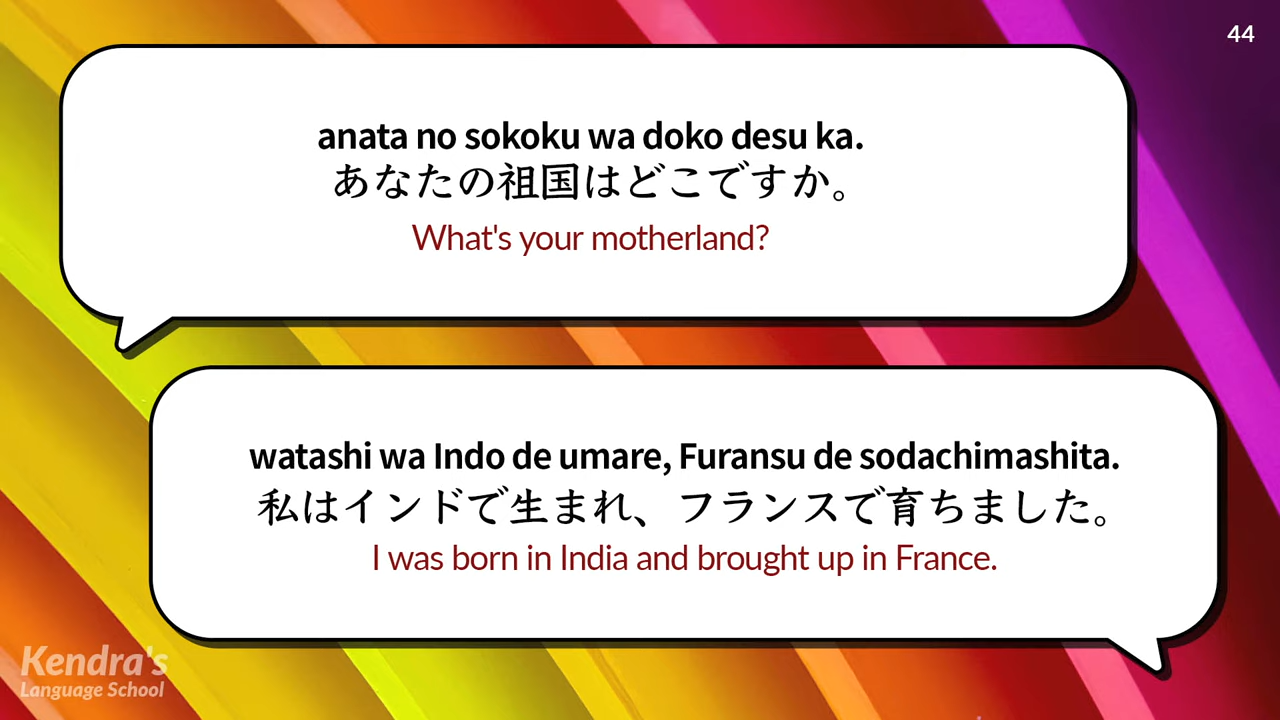 44
anata no sokoku wa doko desu ka.
あなたの祖国はどこですか。
What's your motherland?
watashi wa Indo de umare, Furansu de sodachimashita.
私はインドで生まれ、フランスで育ちました。
I was born in India and brought up in France.
Kendra's
Language School